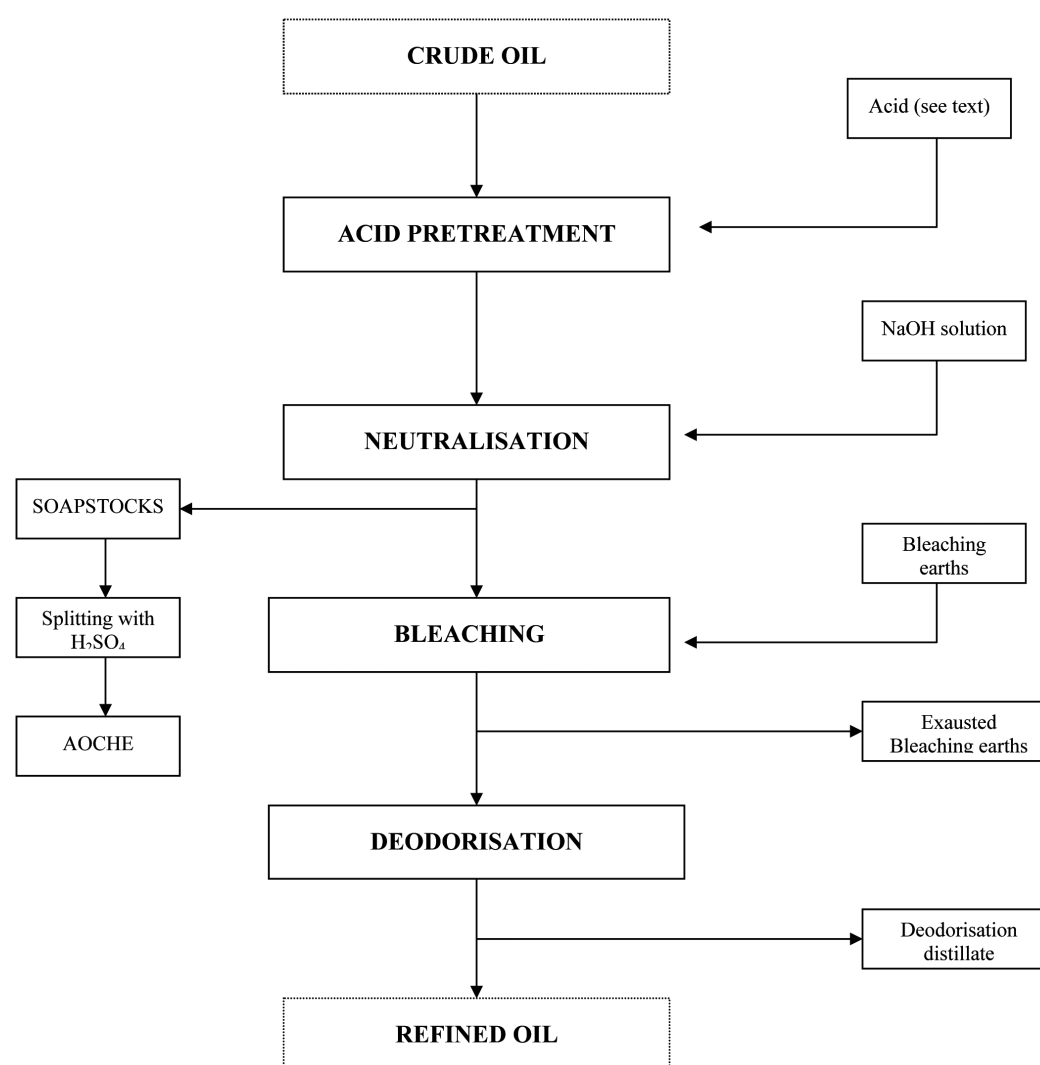 CRUDE OIL
Acid (see text)
ACID PRETREATMENT
NaOH solution
NEUTRALISATION
SOAPSTOCKS
Bleaching
earths
Splitting with
H₂SO₄
BLEACHING
AOCHE
Exausted
Bleaching earths
DEODORISATION
Deodorisation
distillate
REFINED OIL